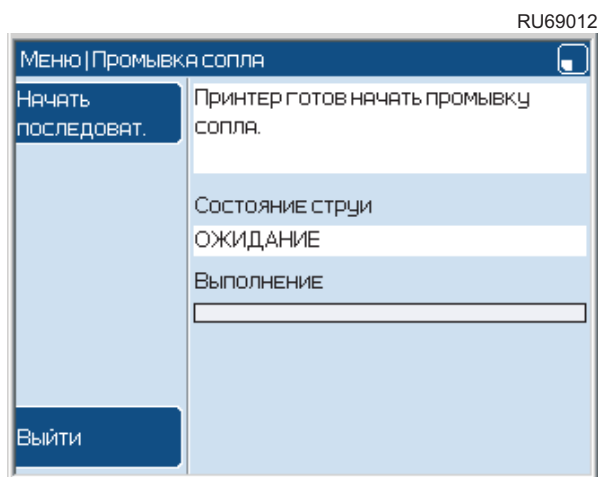 RU69012
Меню|Промывка сопла
Начать
последоват.
Принтер готов начать промывку
сопла.
Состояние струи
ОЖИДАНИЕ
Выполнение
Выйти